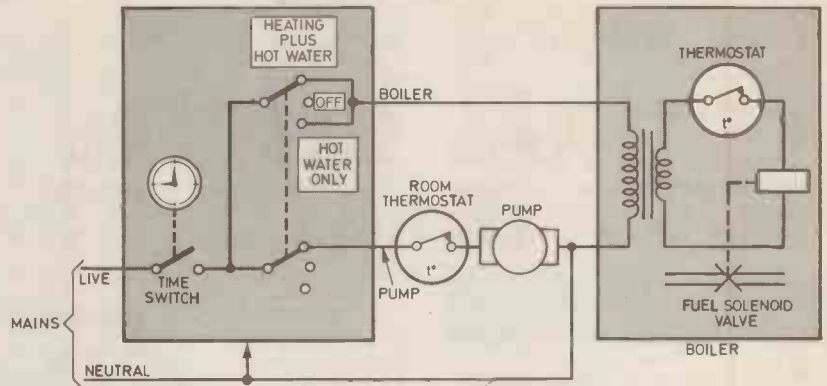 HEATING
PLUS
HOT WATER
OFF
BOILER
HOT
WATER
ONLY
THERMOSTAT
t°
ROOM
THERMOSTAT
t°
PUMP
PUMP
LIVE
TIME
SWITCH
MAINS
NEUTRAL
FUEL SOLENOID
VALVE
BOILER